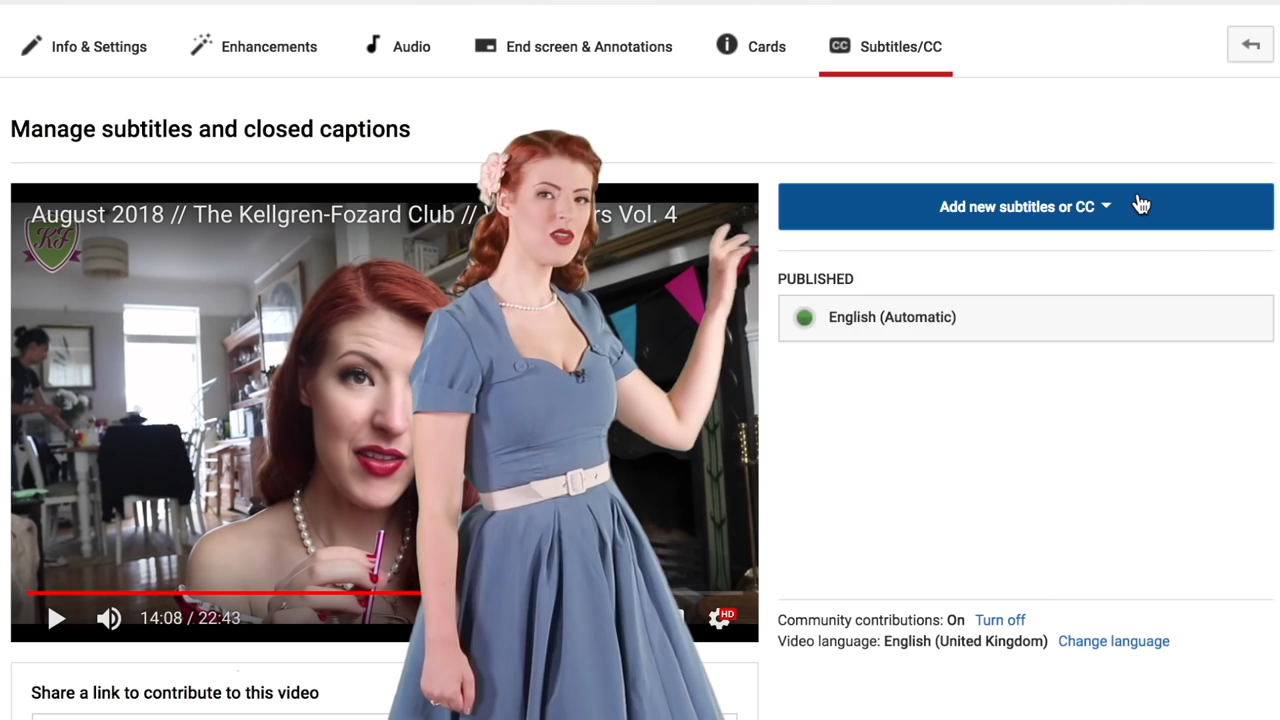 Info & Settings
Enhancements
Audio
End screen & Annotations
Cards
CC Subtitles/CC
Manage subtitles and closed captions
August 2018 // The Kellgren-Fozard Club // rs Vol. 4
KF
Add new subtitles or CC
PUBLISHED
English (Automatic)
14:08 / 22:43
HD
Community contributions: On Turn off
Video language: English (United Kingdom) Change language
Share a link to contribute to this video